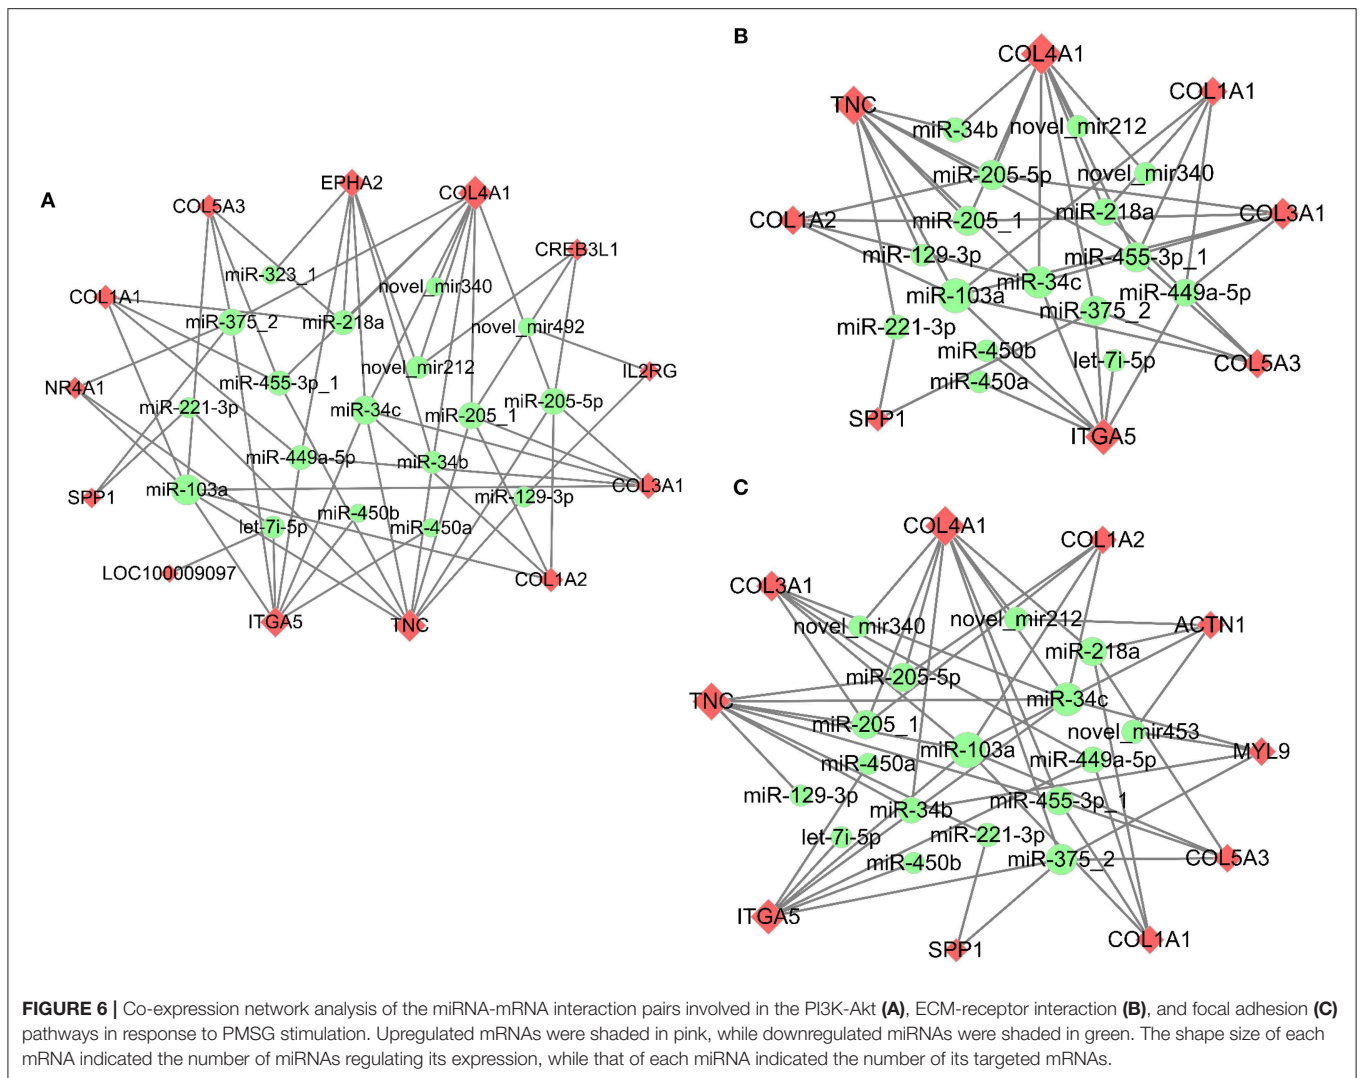 A
EPHA2
COL4A1
COL5A3
CREB3L1
miR-323_1
novel_mir340
COL1A1
miR-375_2
miR-218a
novel_mir492
novel_mir212
IL2RG
NR4A1
miR-455-3p_1
miR-221-3p
miR-34c
miR-205_1
miR-205-5p
miR-449a-5p
miR-34b
SPP1
miR-103a
miR-129-3p
COL3A1
let-7i-5p
miR-450b
miR-450a
LOC100009097
COL1A2
ITGA5
TNC
B
COL4A1
COL1A1
TNC
miR-34b
novel_mir212
miR-205-5p
novel_mir340
COL1A2
miR-205_1
miR-218a
COL3A1
miR-129-3p
miR-455-3p_1
miR-103a
miR-34c
miR-449a-5p
miR-375_2
miR-221-3p
miR-450b
let-7i-5p
COL5A3
miR-450a
SPP1
ITGA5
C
COL4A1
COL1A2
COL3A1
novel_mir340
novel_mir212
ACTN1
miR-218a
miR-205-5p
TNC
miR-34c
miR-205_1
novel_mir453
miR-103a
MYL9
miR-450a
miR-449a-5p
miR-129-3p
miR-34b
miR-455-3p_1
let-7i-5p
miR-221-3p
miR-450b
miR-375_2
COL5A3
ITGA5
SPP1
COL1A1
FIGURE 6 | Co-expression network analysis of the miRNA-mRNA interaction pairs involved in the PI3K-Akt (A), ECM-receptor interaction (B), and focal adhesion (C)
pathways in response to PMSG stimulation. Upregulated mRNAs were shaded in pink, while downregulated miRNAs were shaded in green. The shape size of each
mRNA indicated the number of miRNAs regulating its expression, while that of each miRNA indicated the number of its targeted mRNAs.